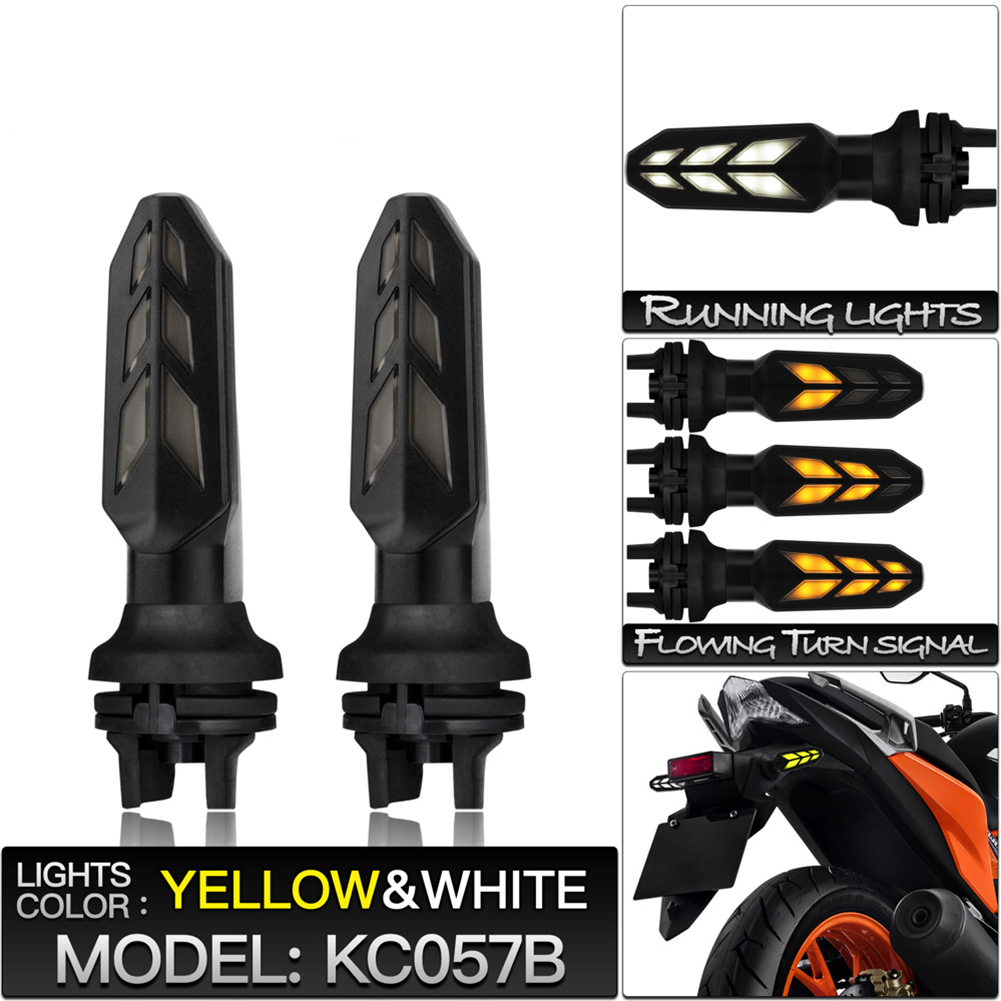 RUNNING LIGHTS
FLOWING TURN SIGNAL
LIGHTS
COLOR : YELLOW&WHITE
MODEL: KC057B